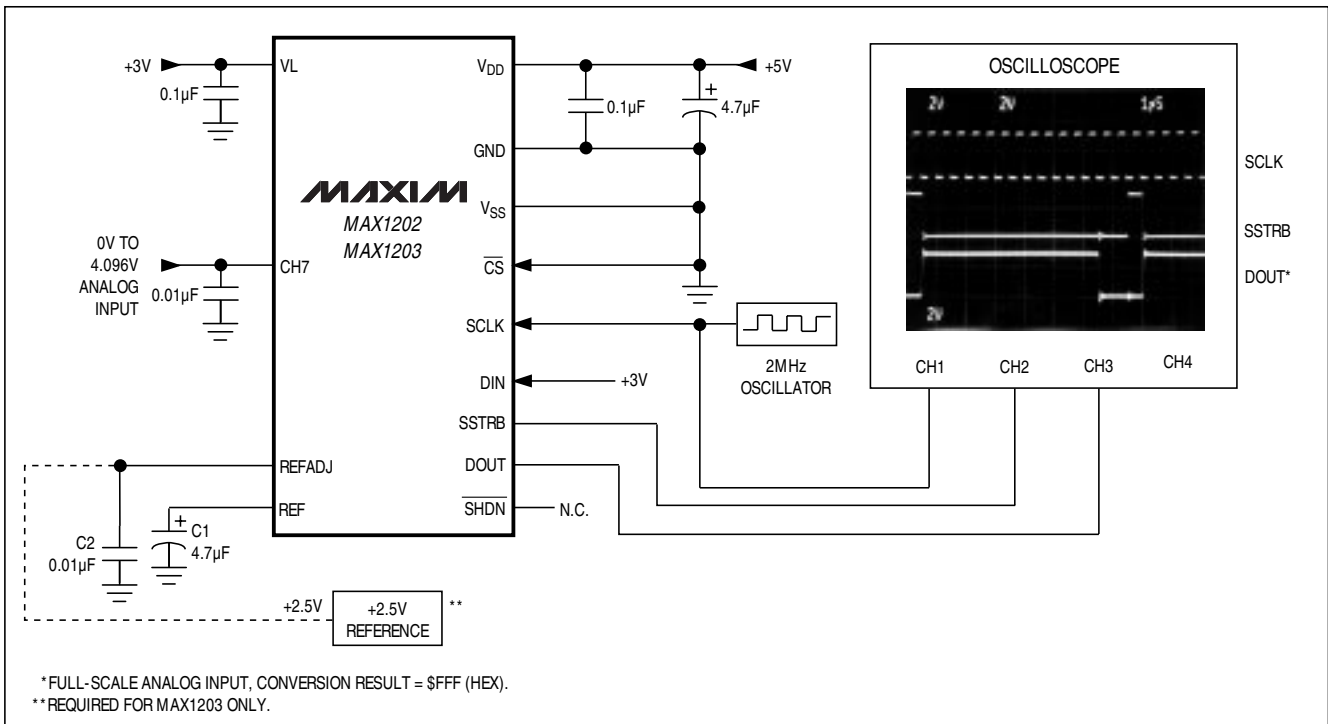 OSCILLOSCOPE
+3V
VL
0.1µF
VDD
+5V
0.1µF
+
4.7µF
GND
MAXIM
MAX1202
MAX1203
VSS
0V TO
4.096V
ANALOG
INPUT
CH7
0.01µF
CS
SCLK
2MHz
OSCILLATOR
DIN
+3V
SSTRB
DOUT
SHDN
N.C.
REFADJ
REF
C2
0.01µF
+
C1
4.7µF
+2.5V
+2.5V
REFERENCE
**
2V
2V
1µS
2V
SCLK
SSTRB
DOUT*
CH1
CH2
CH3
CH4
*FULL-SCALE ANALOG INPUT, CONVERSION RESULT = $FFF (HEX).
**REQUIRED FOR MAX1203 ONLY.